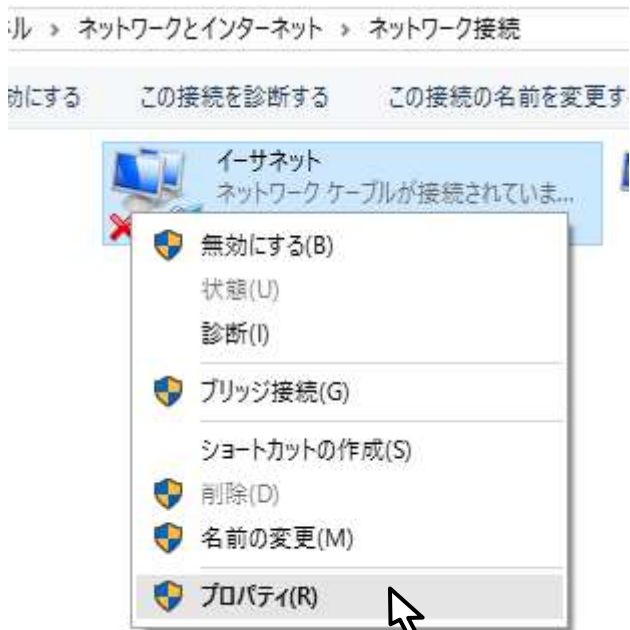 ル > ネットワークとインターネット > ネットワーク接続
効にする この接続を診断する この接続の名前を変更す
イーサネット
ネットワーク ケーブルが接続されていま...
無効にする(B)
状態(U)
診断(I)
ブリッジ接続(G)
ショートカットの作成(S)
削除(D)
名前の変更(M)
プロパティ(R)